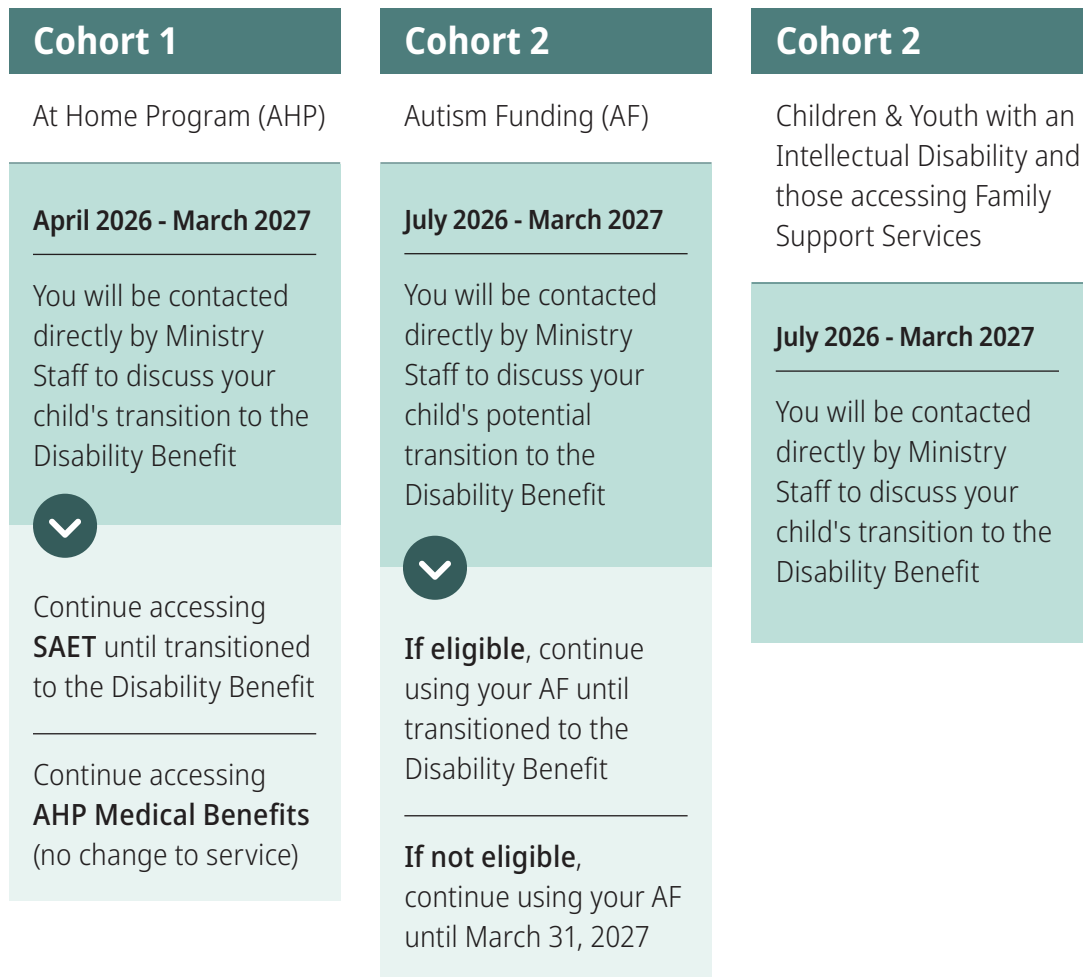 Cohort 1
At Home Program (AHP)
April 2026 - March 2027
You will be contacted
directly by Ministry
Staff to discuss your
child's transition to the
Disability Benefit
Continue accessing
SAET until transitioned
to the Disability Benefit
Continue accessing
AHP Medical Benefits
(no change to service)
Cohort 2
Autism Funding (AF)
July 2026 - March 2027
You will be contacted
directly by Ministry
Staff to discuss your
child's potential
transition to the
Disability Benefit
If eligible, continue
using your AF until
transitioned to the
Disability Benefit
If not eligible,
continue using your AF
until March 31, 2027
Cohort 2
Children & Youth with an
Intellectual Disability and
those accessing Family
Support Services
July 2026 - March 2027
You will be contacted
directly by Ministry
Staff to discuss your
child's transition to the
Disability Benefit